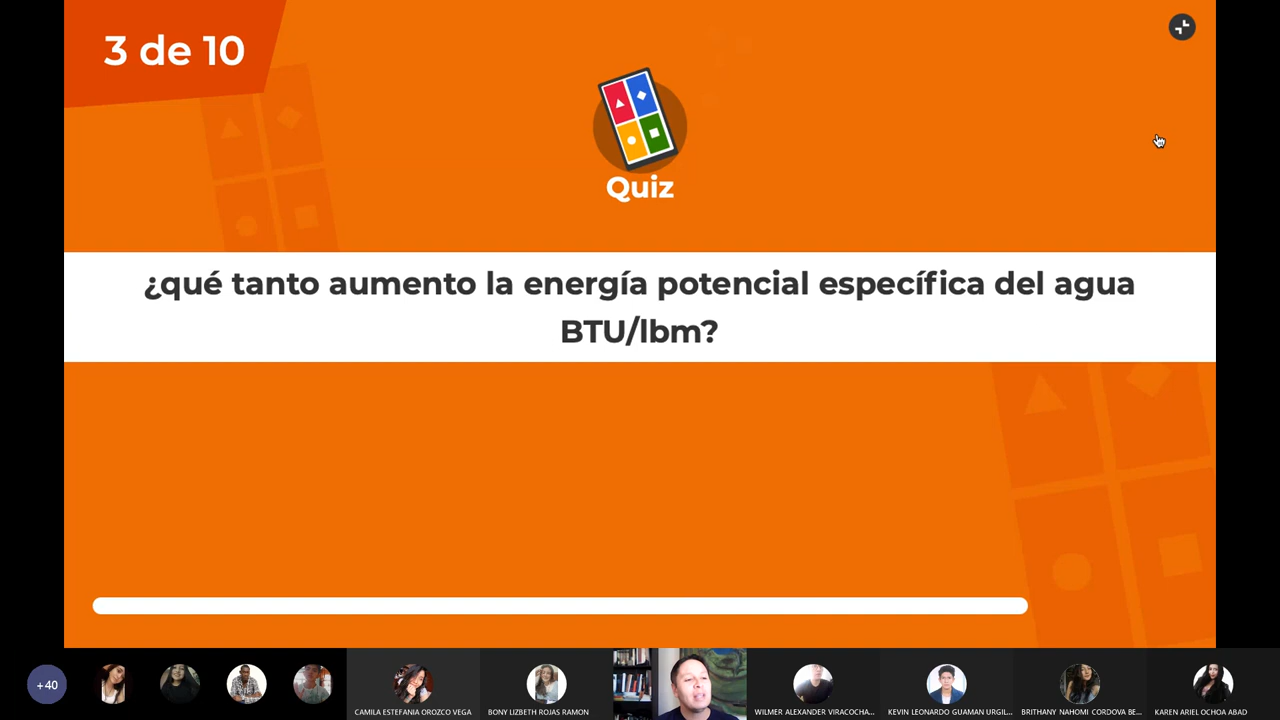 3 de 10
Quiz
¿qué tanto aumento la energía potencial específica del agua
BTU/lbm?
+40
CAMILA ESTEFANIA OROZCO VEGA
BONY LIZBETH ROJAS RAMON
WILMER ALEXANDER VIRACOCHA...
KEVIN LEONARDO GUAMAN URGIL...
BRITHANY NAHOMI CORDOVA BE...
KAREN ARIEL OCHOA ABAD